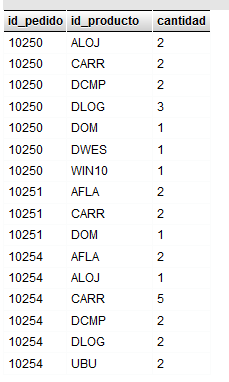 id_pedido id_producto cantidad
10250 ALOJ 2
10250 CARR 2
10250 DCMP 2
10250 DLOG 3
10250 DOM 1
10250 DWES 1
10250 WIN10 1
10251 AFLA 2
10251 CARR 2
10251 DOM 1
10254 AFLA 2
10254 ALOJ 1
10254 CARR 5
10254 DCMP 2
10254 DLOG 2
10254 UBU 2